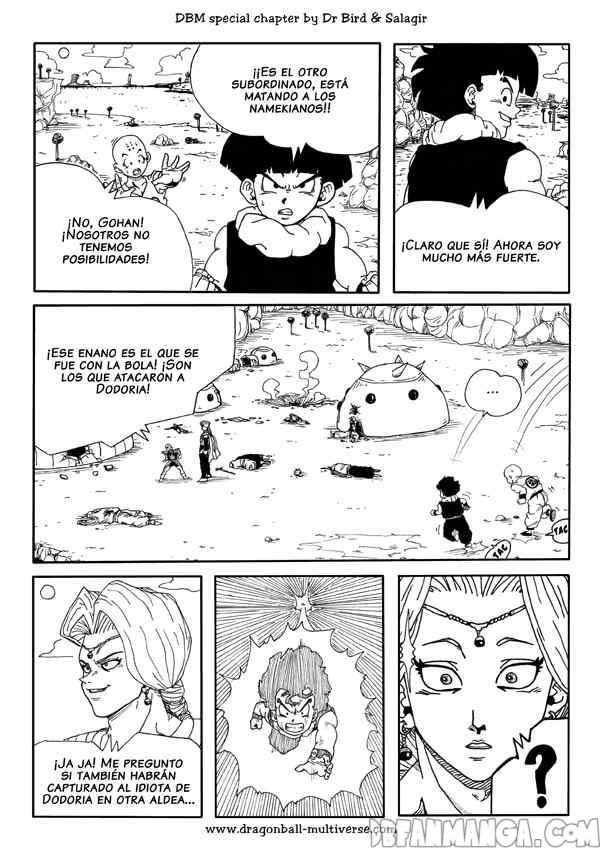 DBM special chapter by Dr Bird & Salagir
¡¡Es el otro
subordinado, está
matando a los
namekianos!!
¡No, Gohan!
¡Nosotros no
tenemos
posibilidades!
¡Claro que sí! Ahora soy
mucho más fuerte.
¡Ese enano es el que se
fue con la bola! ¡Son
los que atacaron a
Dodoria!
...
TAC
TAC
¡Ja ja! Me pregunto
si también habrán
capturado al idiota de
Dodoria en otra aldea...
?
www.dragonball-multiverse.com
DBFANMANGA.COM